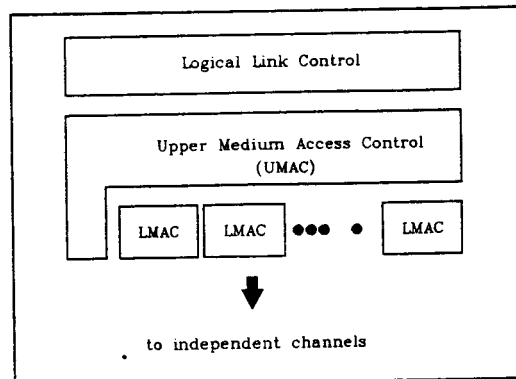 Logical Link Control
Upper Medium Access Control
(UMAC)
LMAC LMAC LMAC
to independent channels